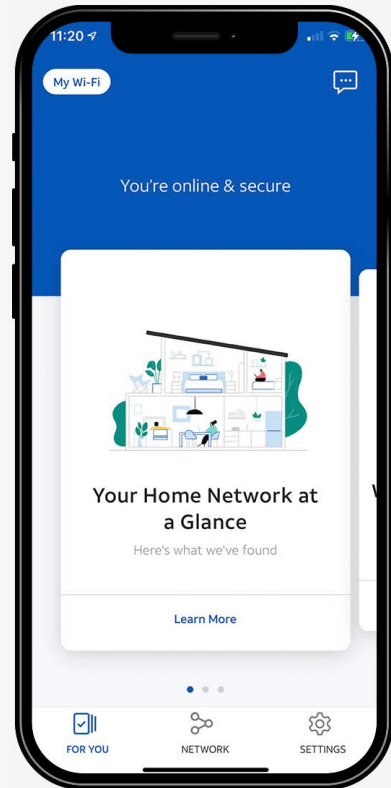 11:20
My Wi-Fi
You're online & secure
Your Home Network at
a Glance
Here's what we've found
Learn More
FOR YOU
NETWORK
SETTINGS